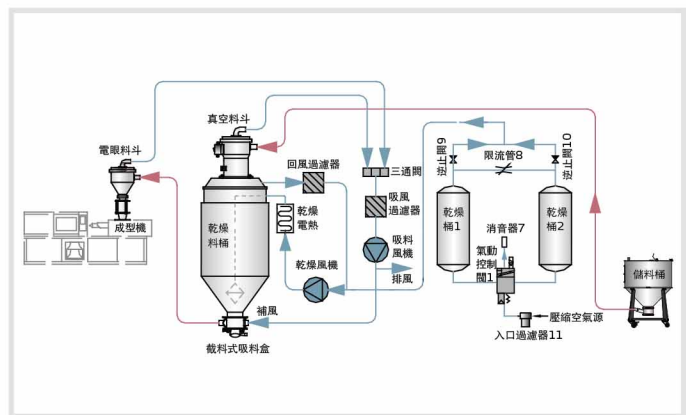 真空料斗
電眼料斗
成型機
回風過濾器
乾燥
料桶
乾燥
電熱
乾燥風機
補風
截料式吸料盒
三通閥
吸風
過濾器
吸料
風機
排風
逆止閥9
限流管8
逆止閥10
乾燥
桶1
消音器7
氣動
控制
閥1
乾燥
桶2
壓縮空氣源
入口過濾器11
儲料桶